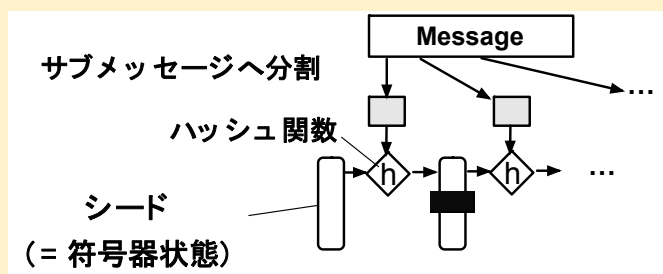 Message
サブメッセージへ分割
...
ハッシュ関数
h
h
...
シード
(= 符号器状態)